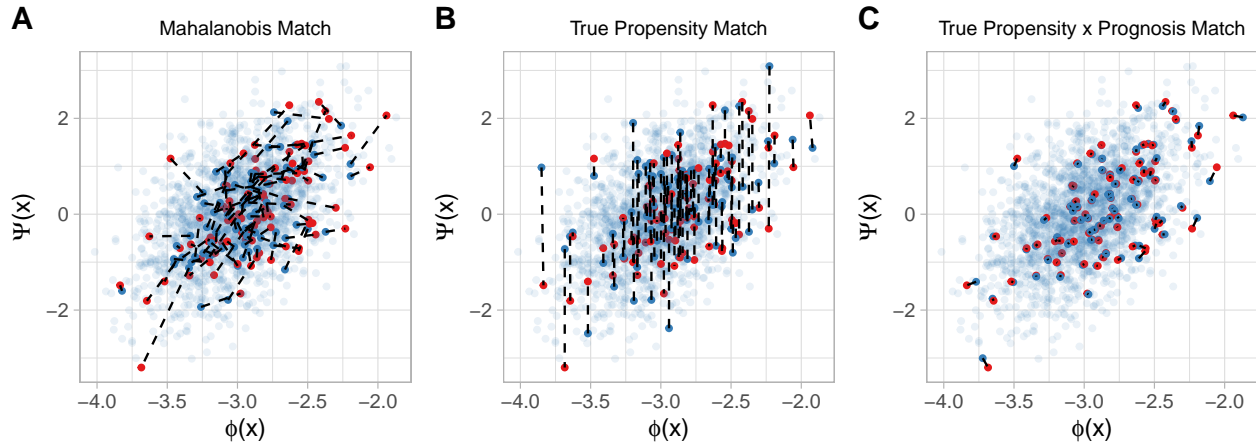 A
Mahalanobis Match
Ψ(x)
2
0
−2
−4.0 −3.5 −3.0 −2.5 −2.0
ϕ(x)
B
True Propensity Match
Ψ(x)
2
0
−2
−4.0 −3.5 −3.0 −2.5 −2.0
ϕ(x)
C
True Propensity x Prognosis Match
Ψ(x)
2
0
−2
−4.0 −3.5 −3.0 −2.5 −2.0
ϕ(x)